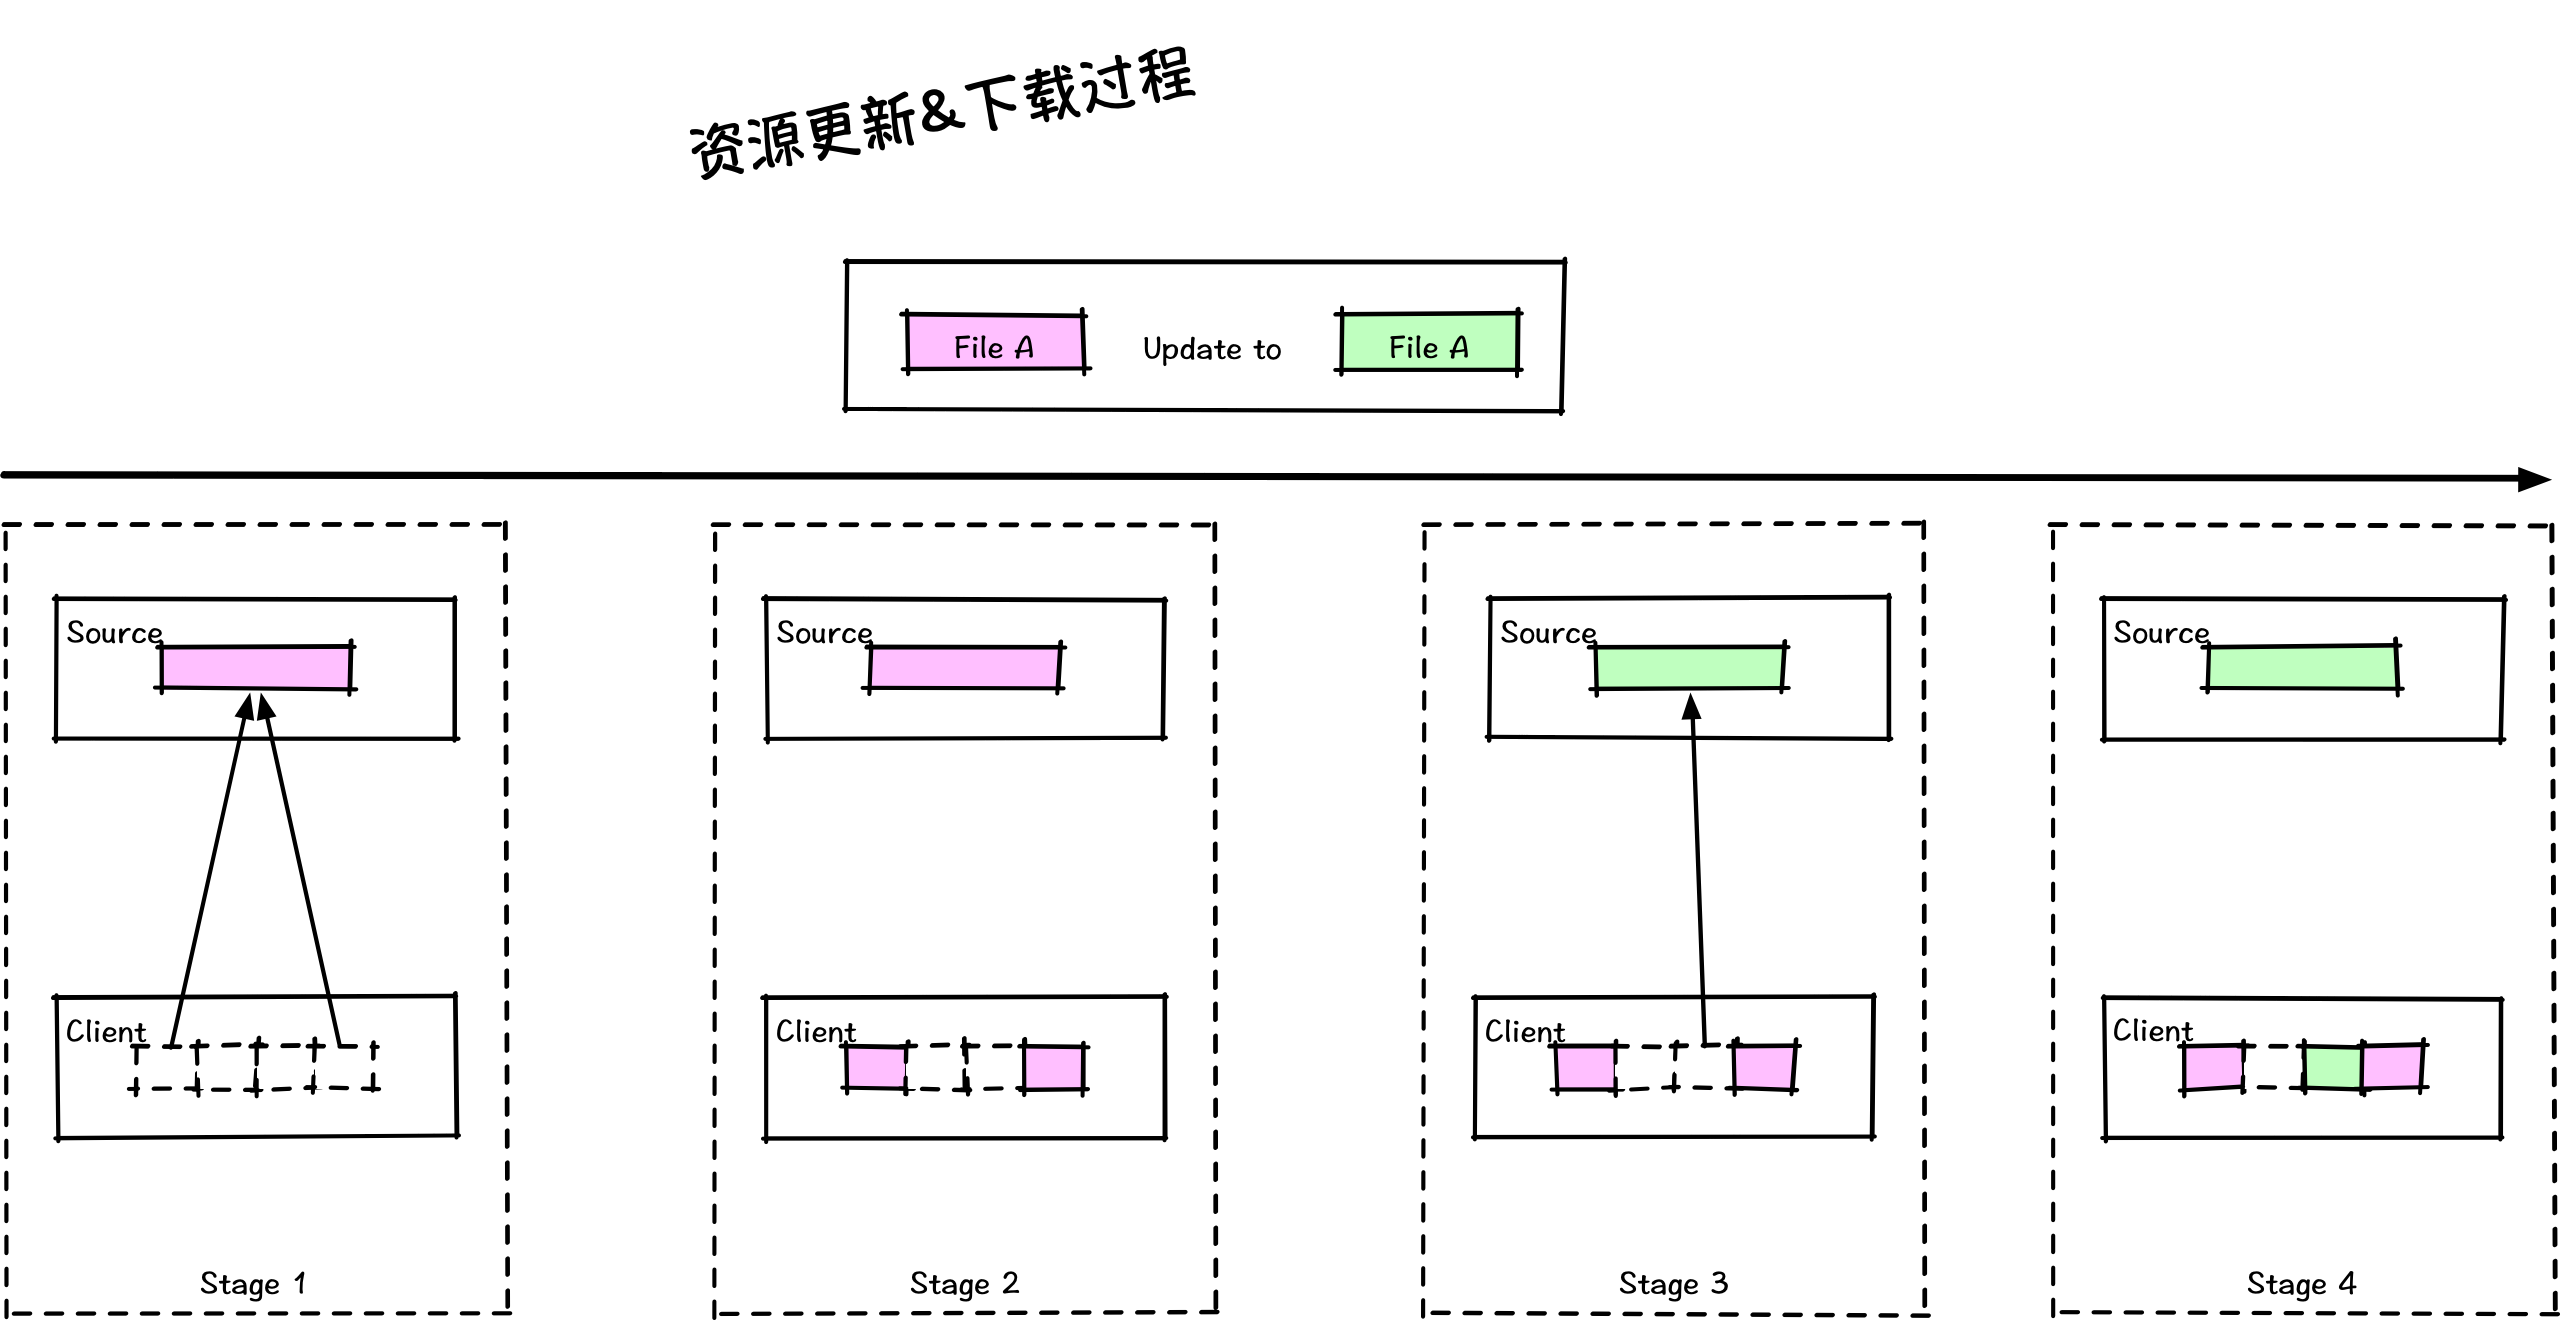 资源更新&下载过程
File A Update to File A
Source
Source
Source
Source
Client
Client
Client
Client
Stage 1
Stage 2
Stage 3
Stage 4